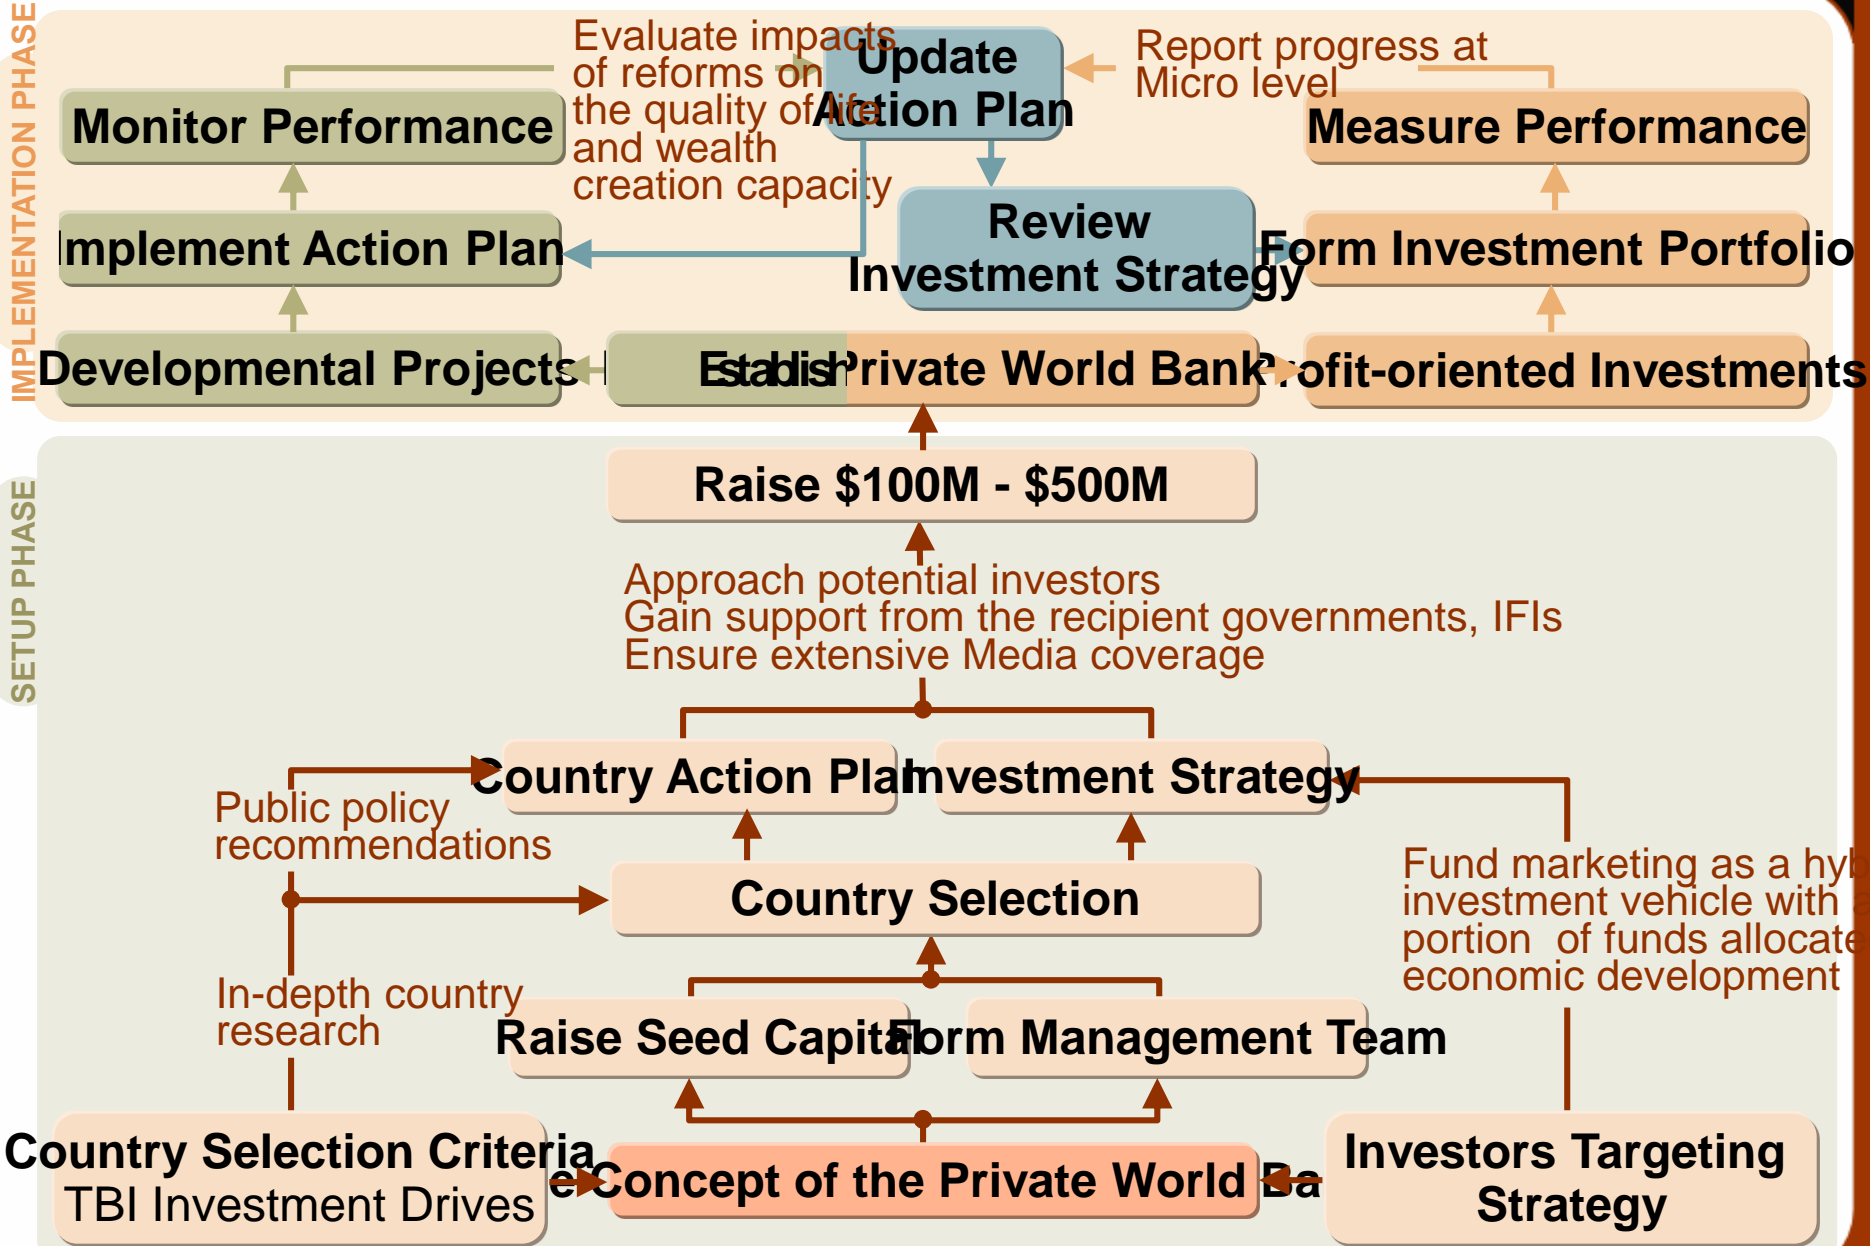 IMPLEMENTATION PHASE
Evaluate impacts
of reforms on
the quality of life
and wealth
creation capacity
Update
Action Plan
Report progress at
Micro level
Monitor Performance
Measure Performance
Implement Action Plan
Review
Investment Strategy
Form Investment Portfolio
Developmental Projects
Establish Private World Bank
Profit-oriented Investments
SETUP PHASE
Raise $100M - $500M
Approach potential investors
Gain support from the recipient governments, IFIs
Ensure extensive Media coverage
Country Action Plan
Investment Strategy
Public policy
recommendations
Country Selection
Fund marketing as a
investment vehicle with
portion of funds
economic development
In-depth country
research
Raise Seed Capital
Form Management Team
Country Selection Criteria
TBI Investment Drives
Concept of the Private World
Investors Targeting
Strategy